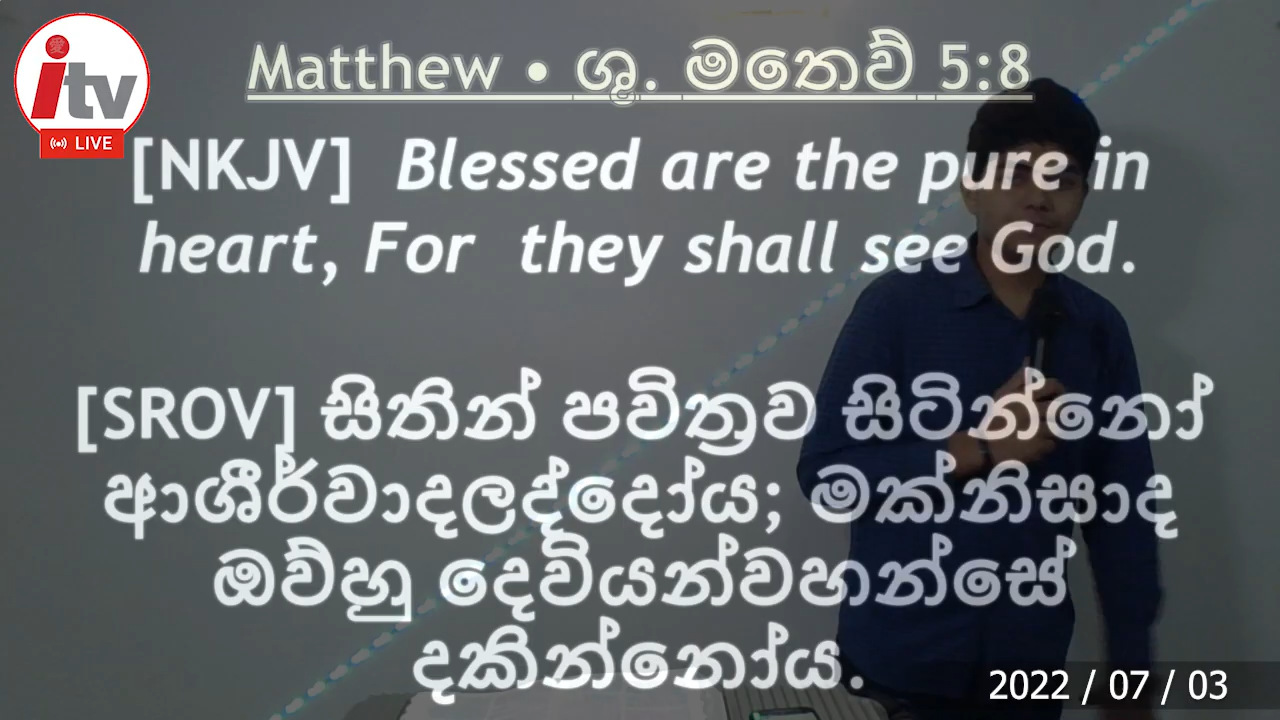 愛
itv
LIVE
Matthew • ශු. මතෙව් 5:8
[NKJV] Blessed are the pure in
heart, For they shall see God.
[SROV] සිතින් පවිත්‍රව සිටින්නෝ
ආශීර්වාදලද්දෝය; මක්නිසාද
ඔව්හු දෙවියන්වහන්සේ
දකින්නෝය.
2022 / 07 / 03